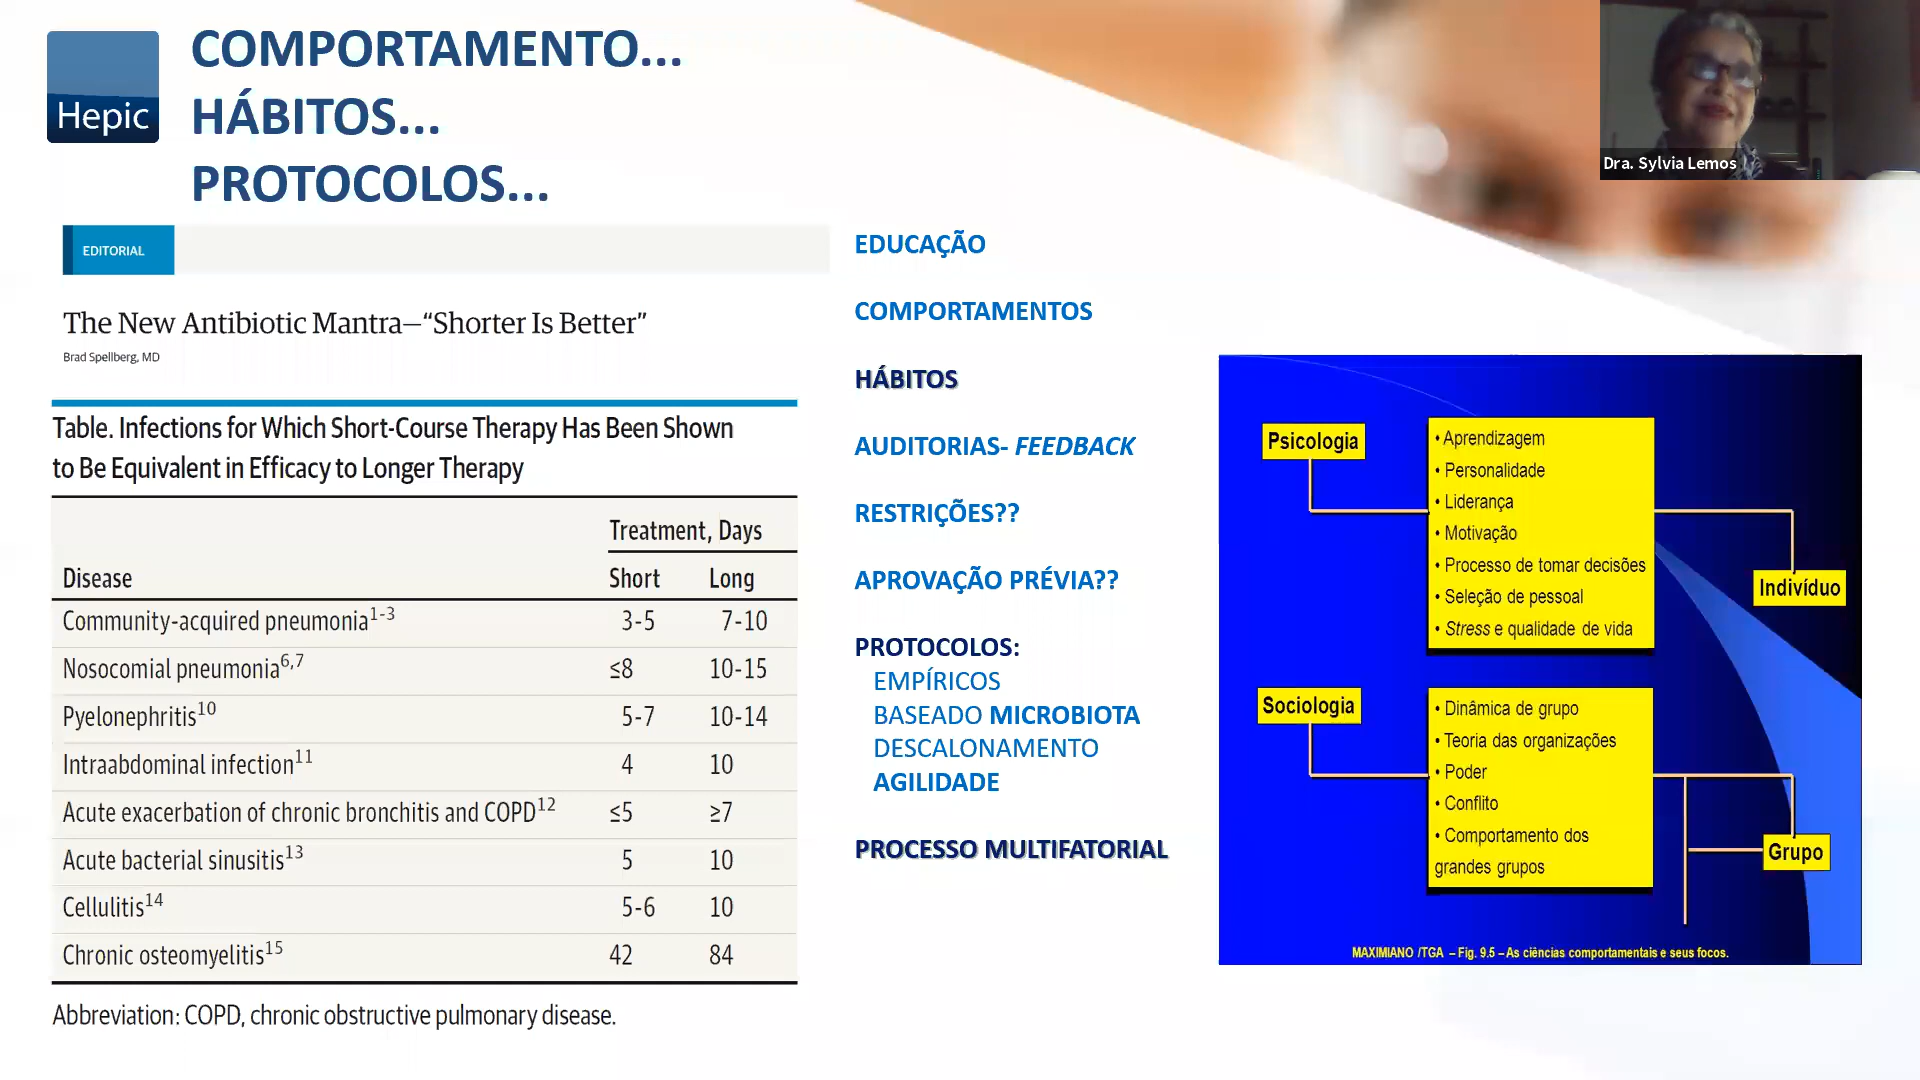 Hepic
COMPORTAMENTO...
HÁBITOS...
PROTOCOLOS...
Dra. Sylvia Lemos
EDITORIAL
The New Antibiotic Mantra—“Shorter Is Better”
Brad Spellberg, MD
Table. Infections for Which Short-Course Therapy Has Been Shown
to Be Equivalent in Efficacy to Longer Therapy
Treatment, Days
Disease Short Long
Community-acquired pneumonia1-3 3-5 7-10
Nosocomial pneumonia6,7 ≤8 10-15
Pyelonephritis10 5-7 10-14
Intraabdominal infection11 4 10
Acute exacerbation of chronic bronchitis and COPD12 ≤5 ≥7
Acute bacterial sinusitis13 5 10
Cellulitis14 5-6 10
Chronic osteomyelitis15 42 84
Abbreviation: COPD, chronic obstructive pulmonary disease.
EDUCAÇÃO
COMPORTAMENTOS
HÁBITOS
AUDITORIAS- FEEDBACK
RESTRIÇÕES??
APROVAÇÃO PRÉVIA??
PROTOCOLOS:
EMPÍRICOS
BASEADO MICROBIOTA
DESCALONAMENTO
AGILIDADE
PROCESSO MULTIFATORIAL
Psicologia
• Aprendizagem
• Personalidade
• Liderança
• Motivação
• Processo de tomar decisões
• Seleção de pessoal
• Stress e qualidade de vida
Indivíduo
Sociologia
• Dinâmica de grupo
• Teoria das organizações
• Poder
• Conflito
• Comportamento dos
grandes grupos
Grupo
MAXIMIANO /TGA – Fig. 9.5 – As ciências comportamentais e seus focos.